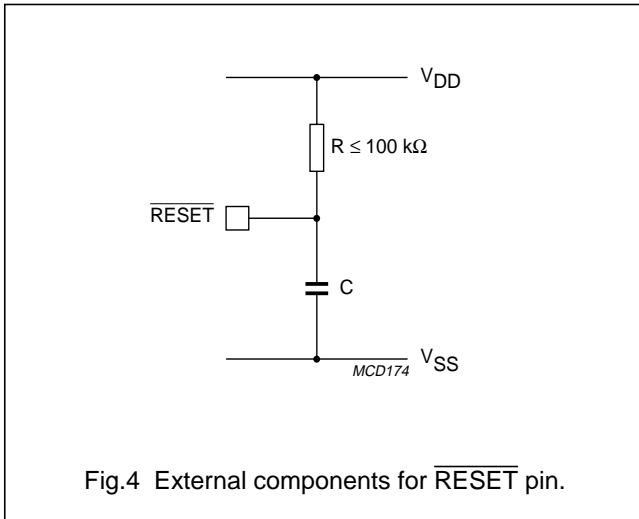 VDD
R ≤ 100 kΩ
RESET
C
VSS
MCD174
Fig.4 External components for RESET pin.